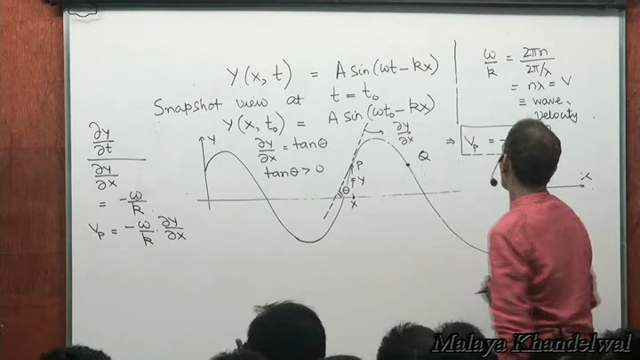 Y(x, t) = A sin(ωt - kx)
Snapshot view at t = t₀
Y(x, t₀) = A sin(ωt₀ - kx)
∂y/∂x = tanθ
tanθ > 0
∂y/∂x
Y
P
Y
θ
x
Q
x
∂y/∂t
∂y/∂x
= -ω/k
Vₚ = -ω/k · ∂y/∂x
ω/k = 2πn / 2π/λ
= nλ = V
≡ wave
velocity
⇒ Vₚ = -
Malaya Khandelwal